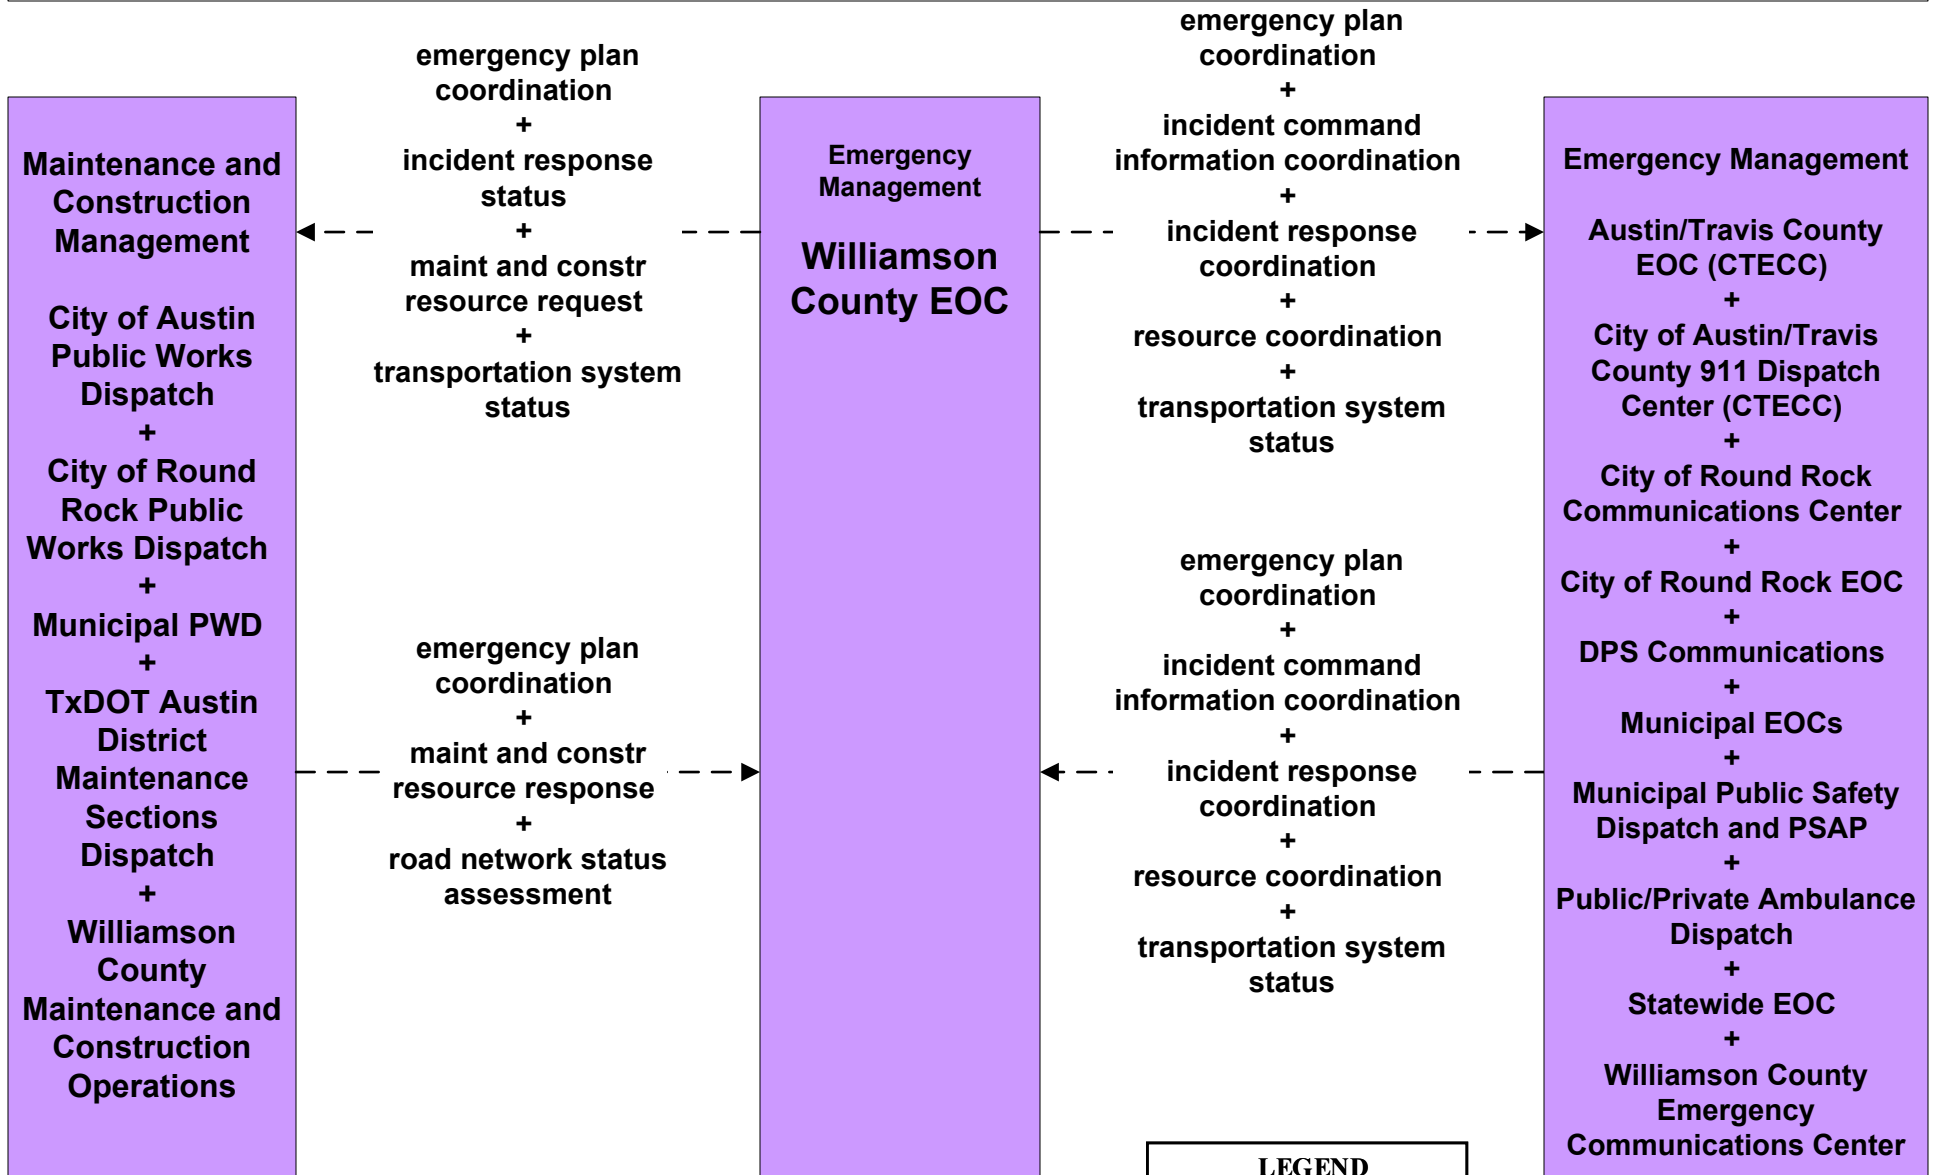 Maintenance and
Construction
Management
City of Austin
Public Works
Dispatch
+
City of Round
Rock Public
Works Dispatch
+
Municipal PWD
+
TxDOT Austin
District
Maintenance
Sections
Dispatch
+
Williamson
County
Maintenance and
Construction
Operations
emergency plan
coordination
+
incident response
status
+
maint and constr
resource request
+
transportation system
status
emergency plan
coordination
+
maint and constr
resource response
+
road network status
assessment
Emergency
Management
Williamson
County EOC
emergency plan
coordination
+
incident command
information coordination
+
incident response
coordination
+
resource coordination
+
transportation system
status
emergency plan
coordination
+
incident command
information coordination
+
incident response
coordination
+
resource coordination
+
transportation system
status
LEGEND
Emergency Management
Austin/Travis County
EOC (CTECC)
+
City of Austin/Travis
County 911 Dispatch
Center (CTECC)
+
City of Round Rock
Communications Center
+
City of Round Rock EOC
+
DPS Communications
+
Municipal EOCs
+
Municipal Public Safety
Dispatch and PSAP
+
Public/Private Ambulance
Dispatch
+
Statewide EOC
+
Williamson County
Emergency
Communications Center